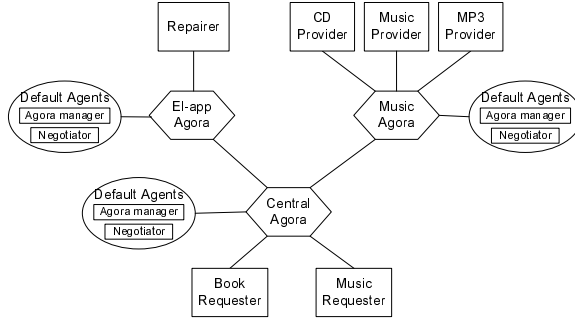 Repairer
CD
Provider
Music
Provider
MP3
Provider
Default Agents
Agora manager
Negotiator
El-app
Agora
Music
Agora
Default Agents
Agora manager
Negotiator
Default Agents
Agora manager
Negotiator
Central
Agora
Book
Requester
Music
Requester